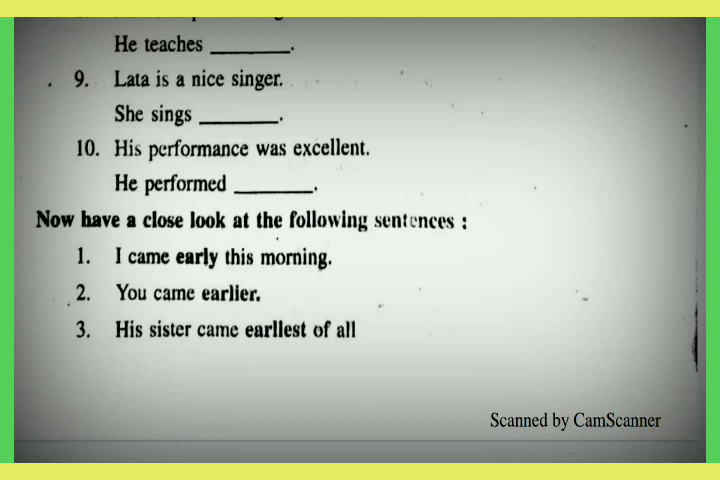 He teaches ________.
9. Lata is a nice singer.
She sings ________.
10. His performance was excellent.
He performed ________.
Now have a close look at the following sentences :
1. I came early this morning.
2. You came earlier.
3. His sister came earliest of all
Scanned by CamScanner